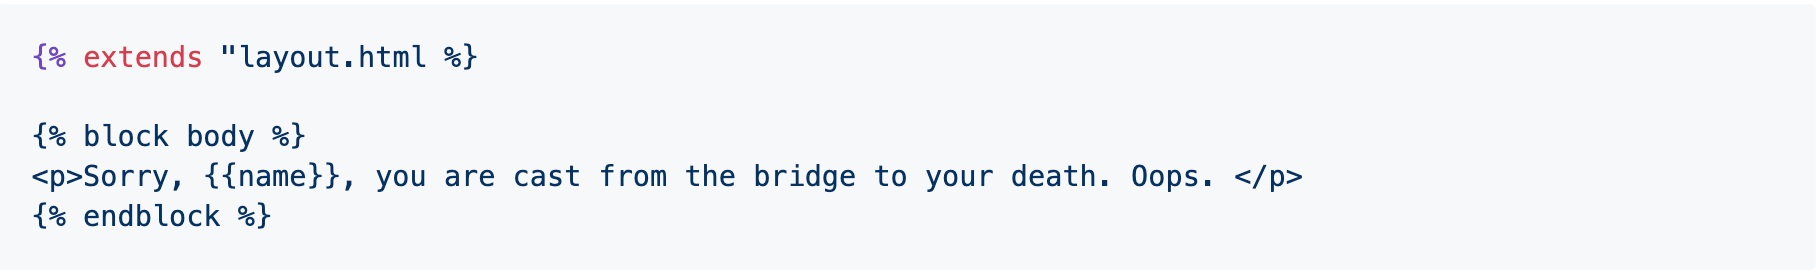 {% extends "layout.html %}
{% block body %}
<p>Sorry, {{name}}, you are cast from the bridge to your death. Oops. </p>
{% endblock %}